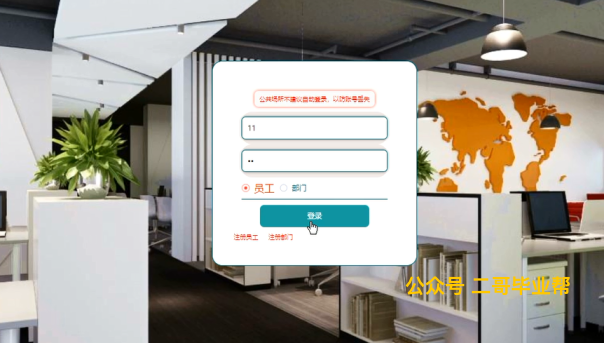 公共场所不建议自动登录，以防账号丢失
11
••
员工 部门
登录
注册员工 注册部门
公众号 二哥毕业帮